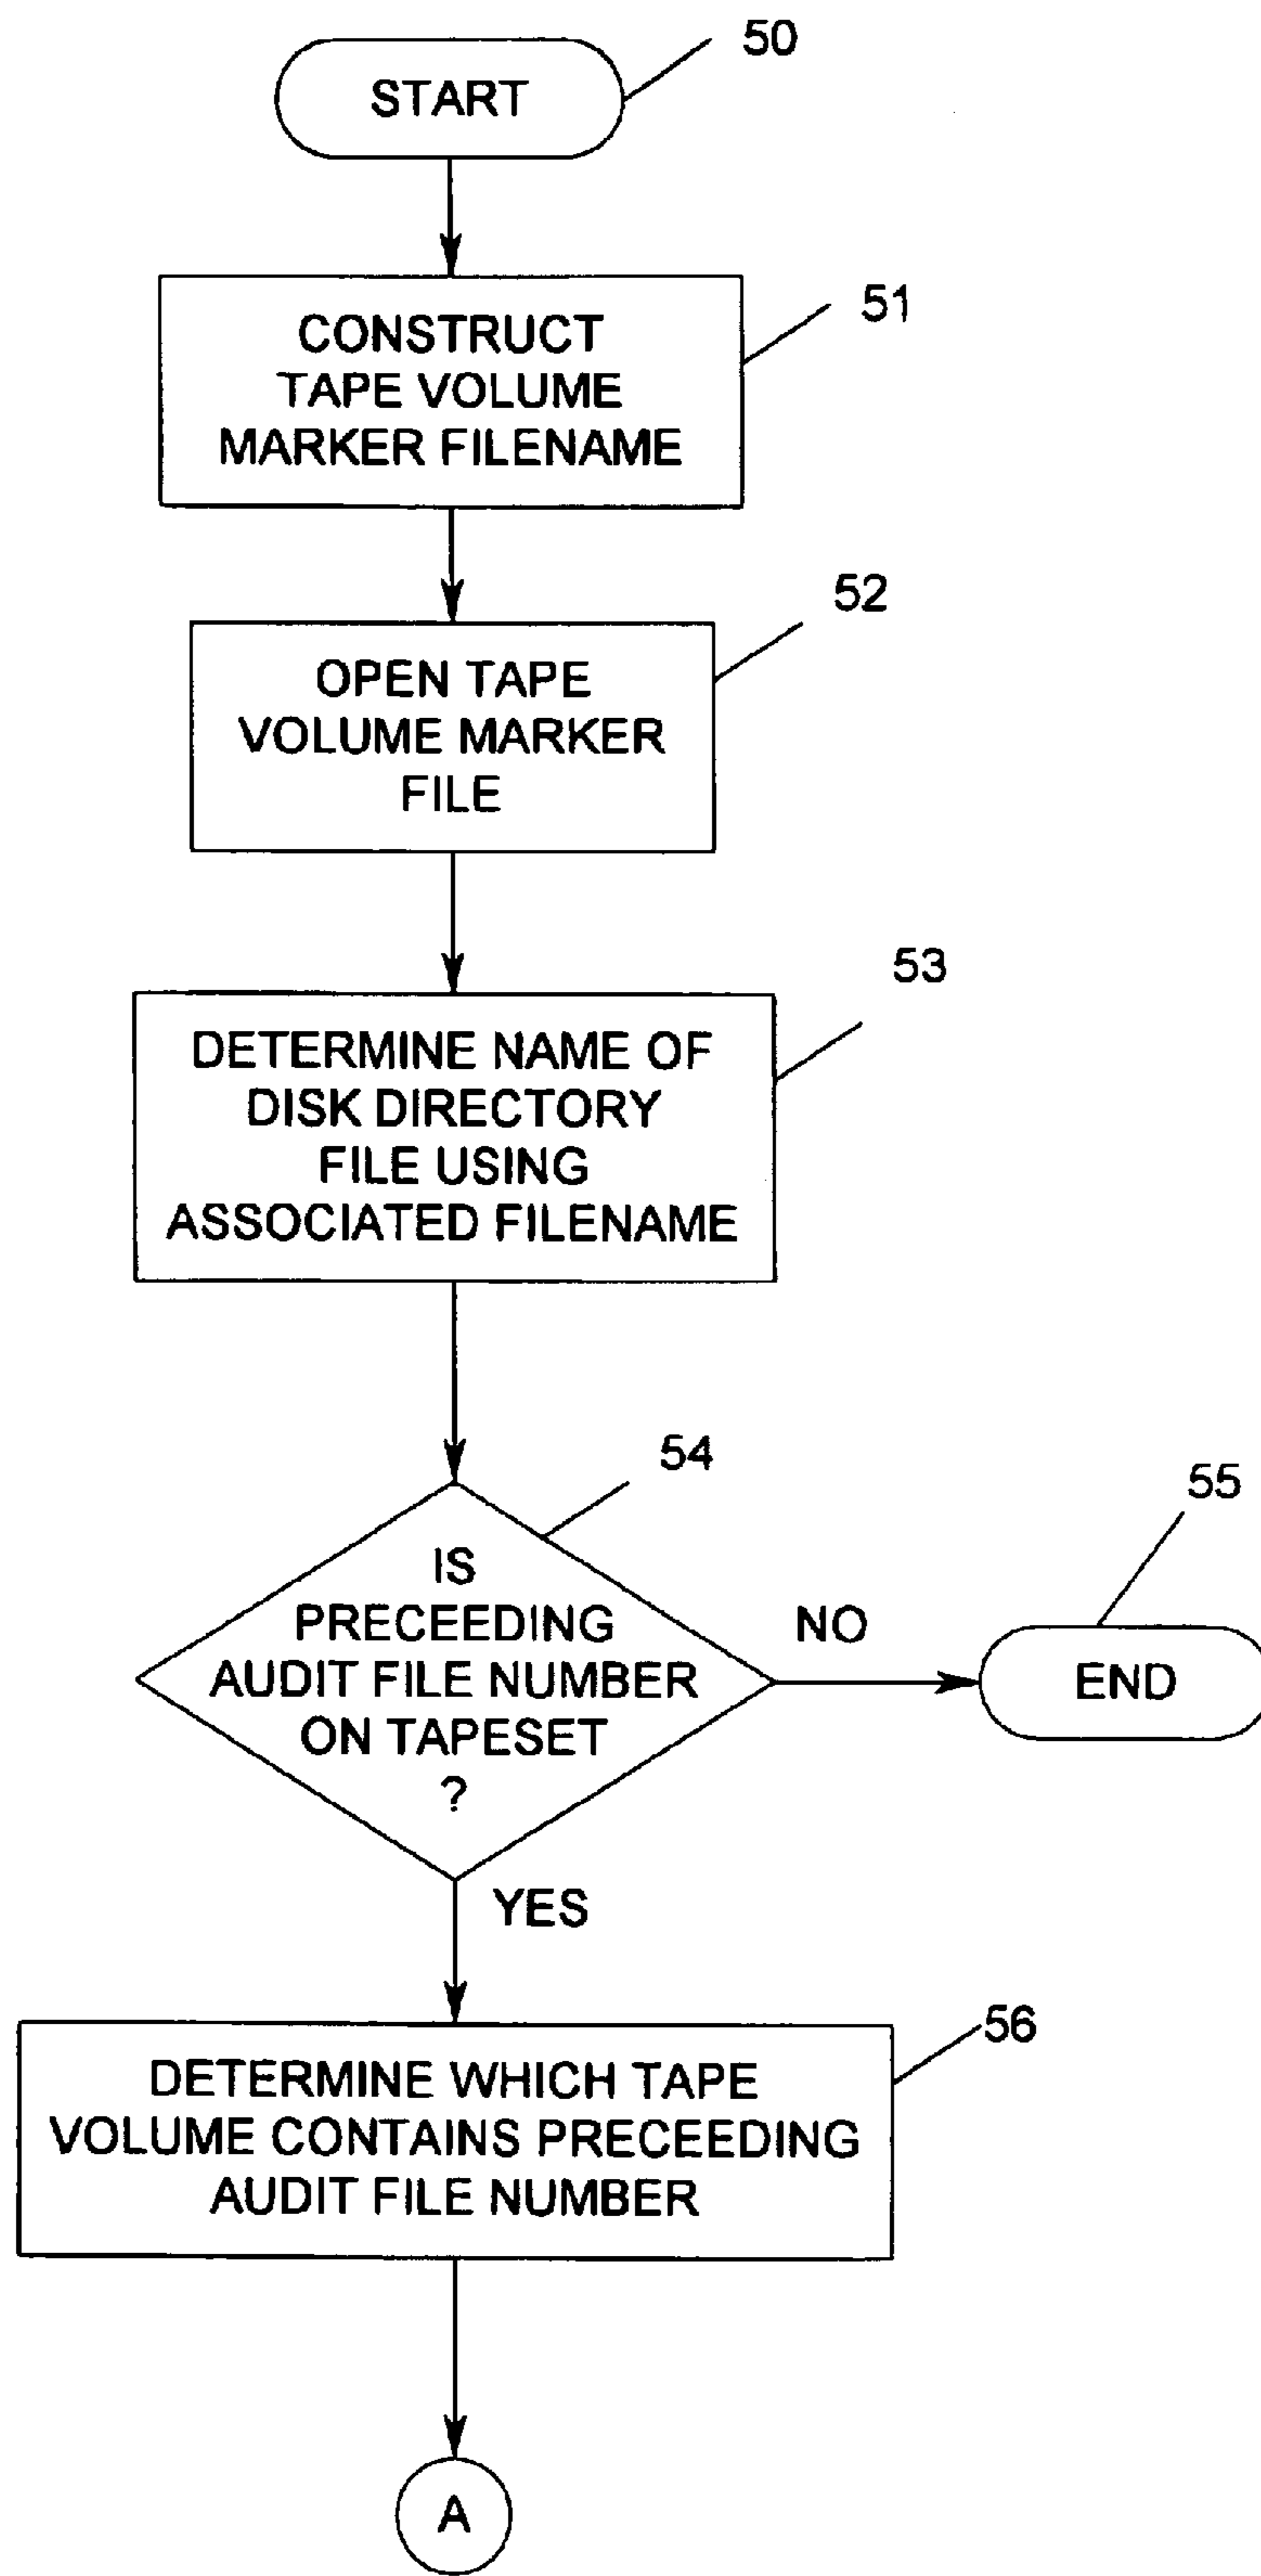 50
START
51
CONSTRUCT
TAPE VOLUME
MARKER FILENAME
52
OPEN TAPE
VOLUME MARKER
FILE
53
DETERMINE NAME OF
DISK DIRECTORY
FILE USING
ASSOCIATED FILENAME
54
IS
PRECEEDING
AUDIT FILE NUMBER
ON TAPESET
?
NO
55
END
YES
56
DETERMINE WHICH TAPE
VOLUME CONTAINS PRECEEDING
AUDIT FILE NUMBER
A